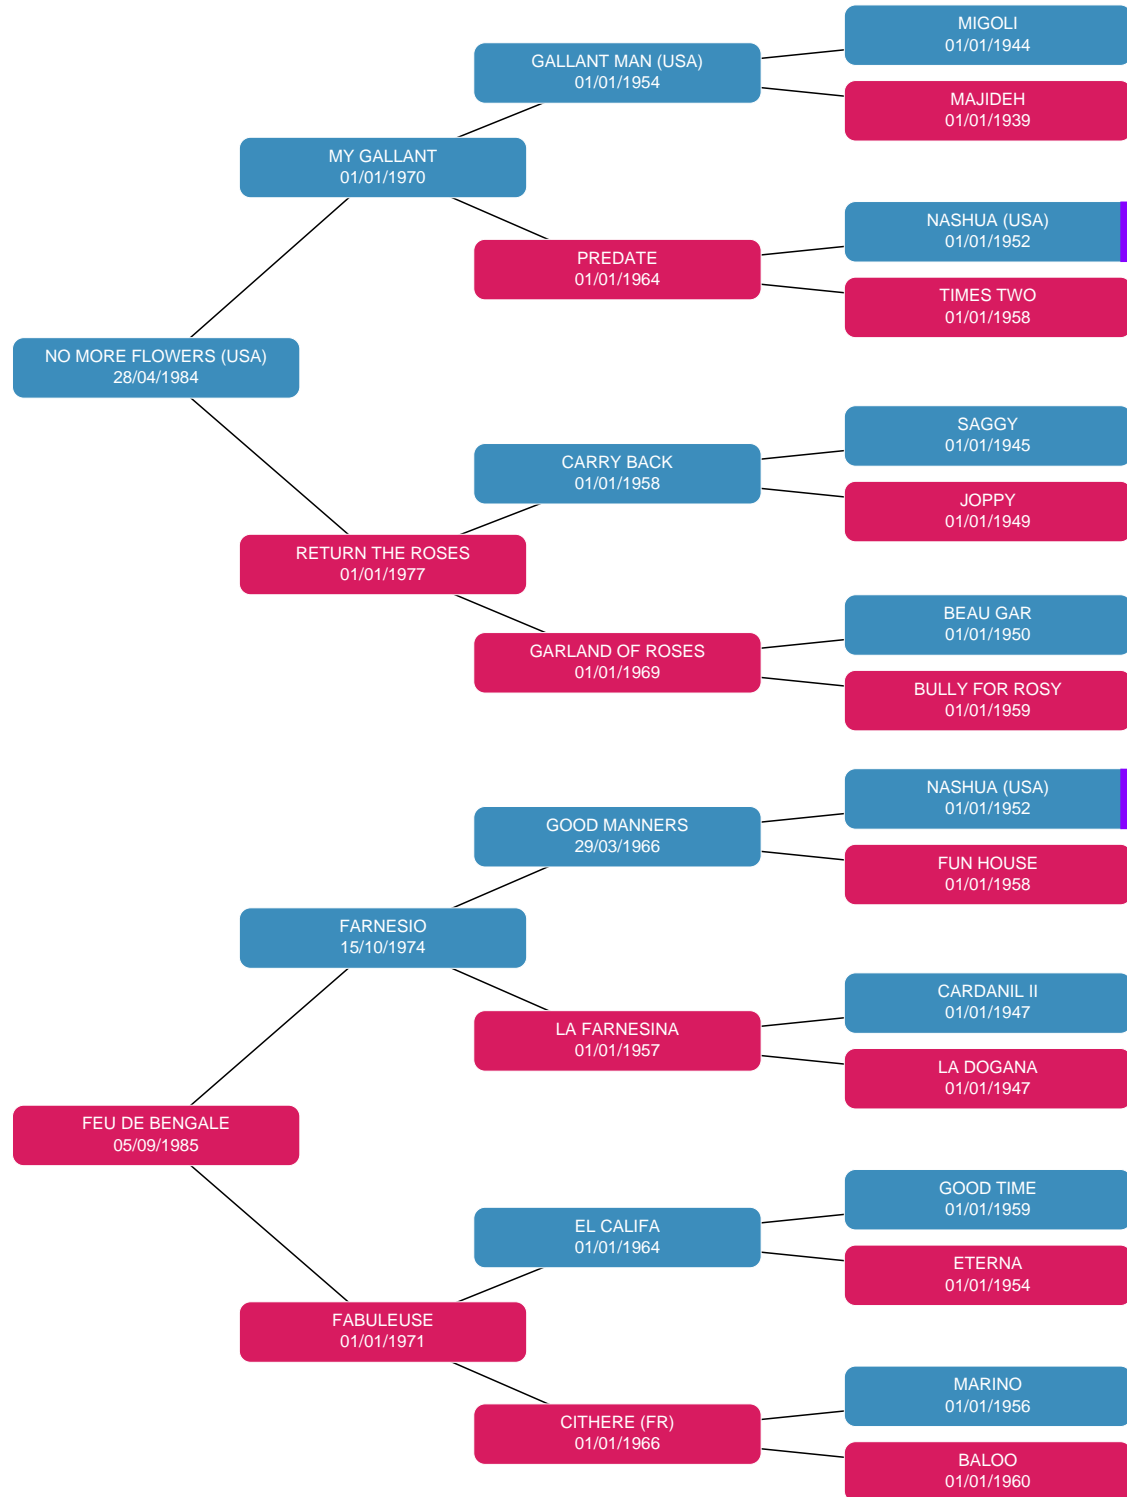 MIGOLI
01/01/1944
GALLANT MAN (USA)
01/01/1954
MAJIDEH
01/01/1939
MY GALLANT
01/01/1970
NASHUA (USA)
01/01/1952
PREDATE
01/01/1964
TIMES TWO
01/01/1958
NO MORE FLOWERS (USA)
28/04/1984
SAGGY
01/01/1945
CARRY BACK
01/01/1958
JOPPY
01/01/1949
RETURN THE ROSES
01/01/1977
BEAU GAR
01/01/1950
GARLAND OF ROSES
01/01/1969
BULLY FOR ROSY
01/01/1959
NASHUA (USA)
01/01/1952
GOOD MANNERS
29/03/1966
FUN HOUSE
01/01/1958
FARNESIO
15/10/1974
CARDANIL II
01/01/1947
LA FARNESINA
01/01/1957
LA DOGANA
01/01/1947
FEU DE BENGALE
05/09/1985
GOOD TIME
01/01/1959
EL CALIFA
01/01/1964
ETERNA
01/01/1954
FABULEUSE
01/01/1971
MARINO
01/01/1956
CITHERE (FR)
01/01/1966
BALOO
01/01/1960